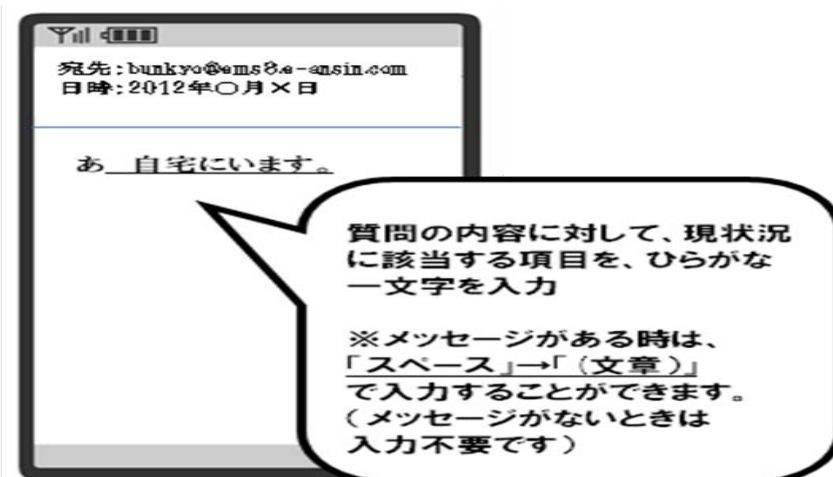 宛先:bunkyo@ems8.e-ansin.com
日時:2012年○月×日
あ 自宅にいます。
質問の内容に対して、現状況
に該当する項目を、ひらがな
一文字を入力
※メッセージがある時は、
「スペース」→「(文章)」
で入力することができます。
(メッセージがないときは
入力不要です)